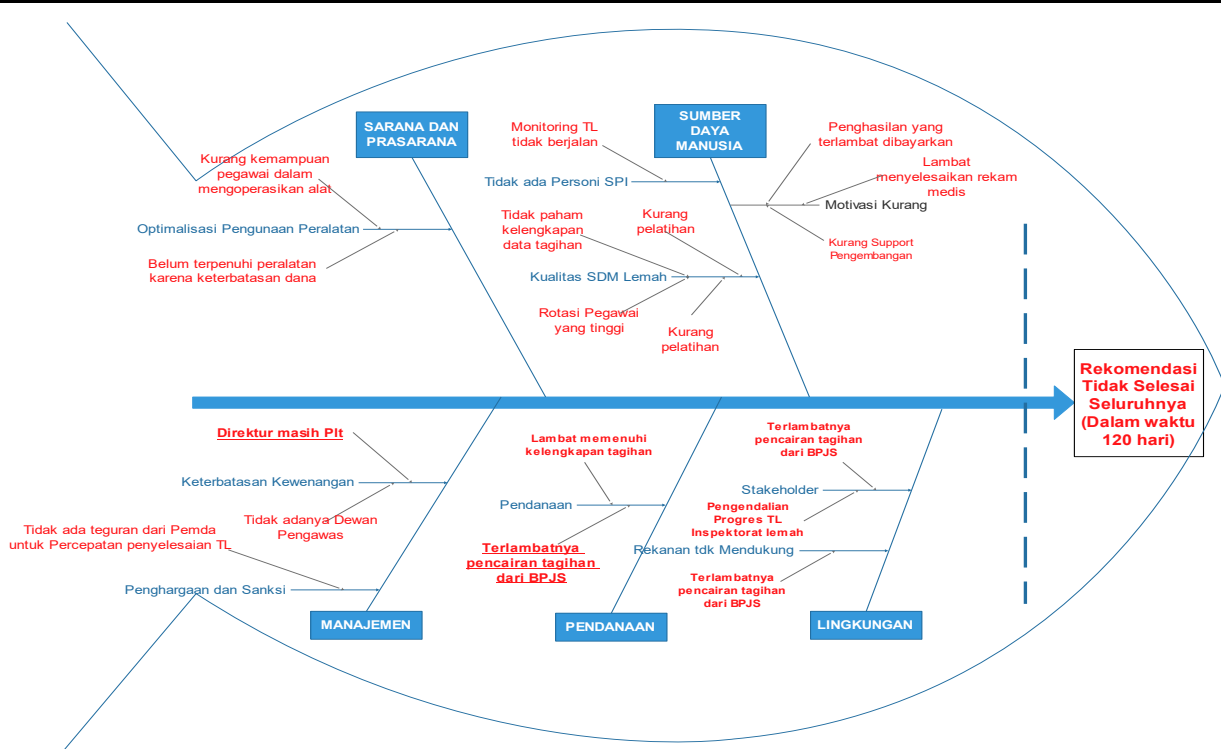 SARANA DAN
PRASARANA
Kurang kemampuan
pegawai dalam
mengoperasikan alat
Optimalisasi Pengunaan Peralatan
Belum terpenuhi peralatan
karena keterbatasan dana
SUMBER
DAYA
MANUSIA
Monitoring TL
tidak berjalan
Tidak ada Personi SPI
Penghasilan yang
terlambat dibayarkan
Lambat
menyelesaikan rekam
medis
Motivasi Kurang
Kurang Support
Pengembangan
Tidak paham
kelengkapan
data tagihan
Kurang
pelatihan
Kualitas SDM Lemah
Rotasi Pegawai
yang tinggi
Kurang
pelatihan
Rekomendasi
Tidak Selesai
Seluruhnya
(Dalam waktu
120 hari)
Direktur masih Plt
Keterbatasan Kewenangan
Tidak adanya Dewan
Pengawas
Tidak ada teguran dari Pemda
untuk Percepatan penyelesaian TL
Penghargaan dan Sanksi
MANAJEMEN
Lambat memenuhi
kelengkapan tagihan
Pendanaan
Terlambatnya
pencairan tagihan
dari BPJS
PENDANAAN
Terlambatnya
pencairan tagihan
dari BPJS
Stakeholder
Pengendalian
Progres TL
Inspektorat lemah
Rekanan tdk Mendukung
Terlambatnya
pencairan tagihan
dari BPJS
LINGKUNGAN